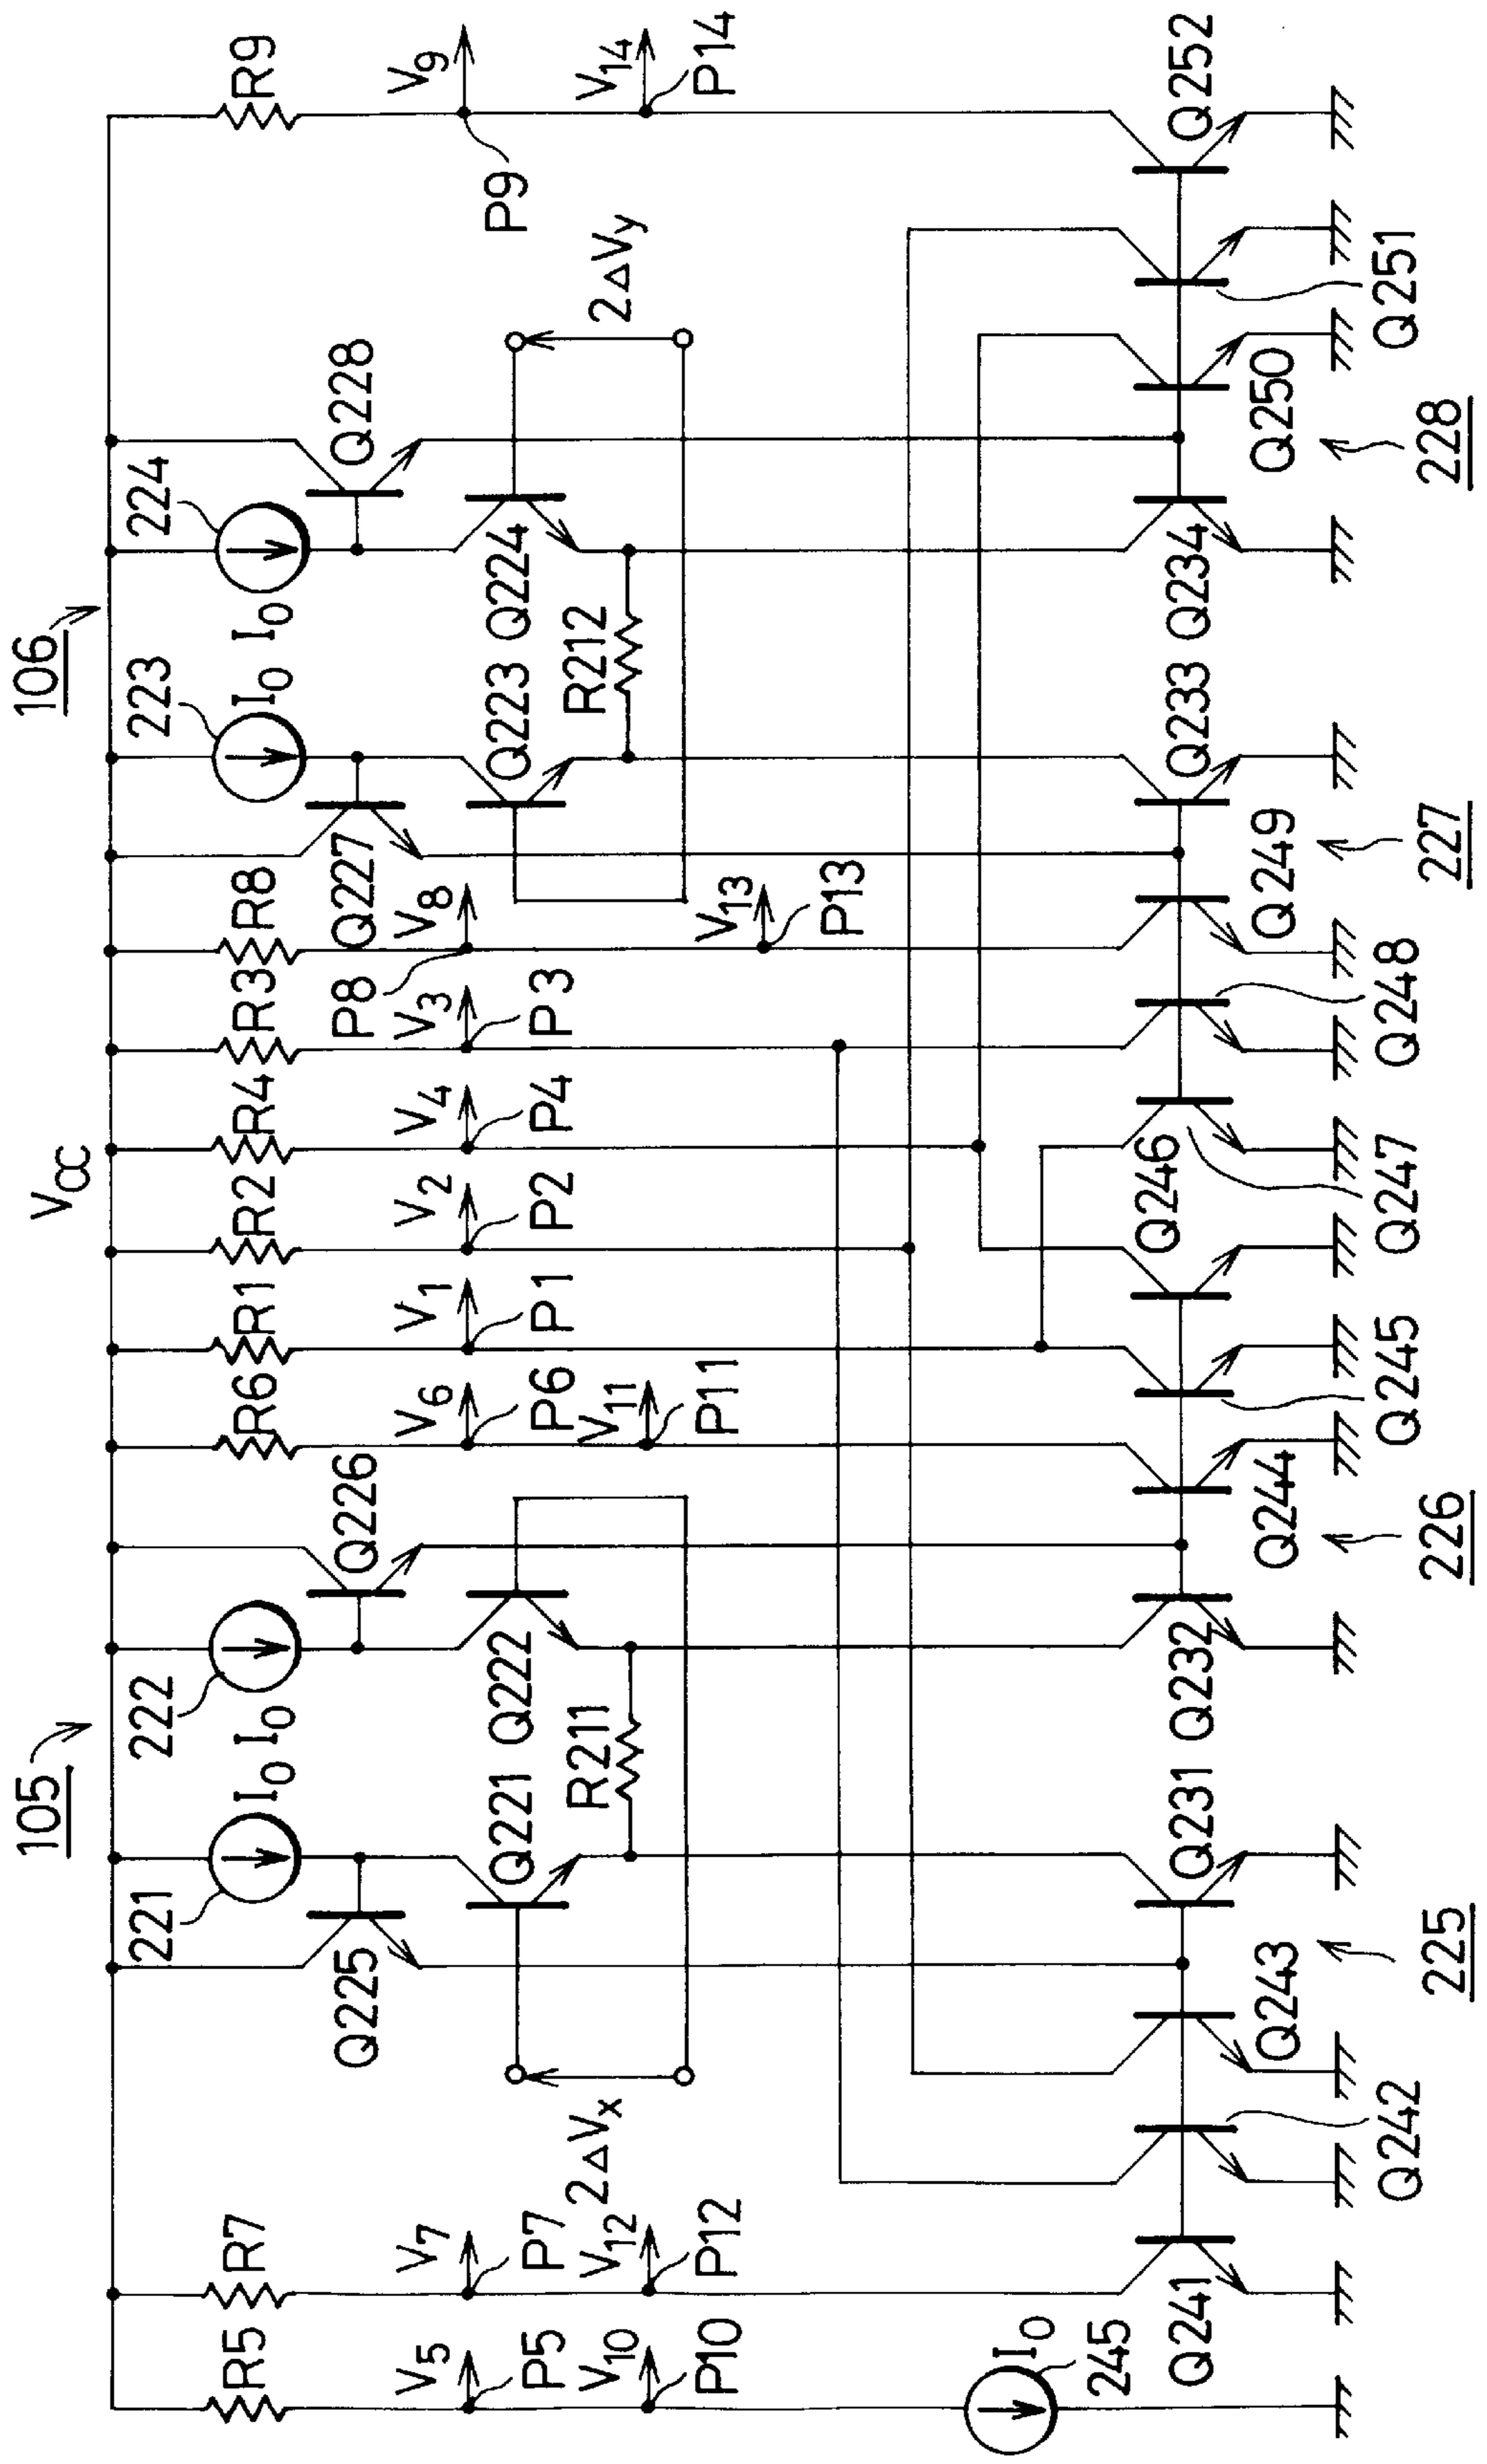 105
106
VCC
R5
R7
221
I0
I0
222
R6
R1
R2
R4
R3
R8
223
I0
I0
224
R9
Q225
Q226
Q227
Q228
V5
V7
V6
V1
V2
V4
V3
V8
V9
P5
P7
P6
P1
P2
P4
P3
P8
P9
Q221
Q222
Q223
Q224
2ΔVx
2ΔVy
V10
V12
V11
V13
V14
R211
R212
P10
P12
P11
P13
P14
I0
245
Q241
Q231
Q232
Q246
Q233
Q234
Q252
Q243
Q244
Q249
Q250
Q242
Q245
Q247
Q248
Q251
225
226
227
228